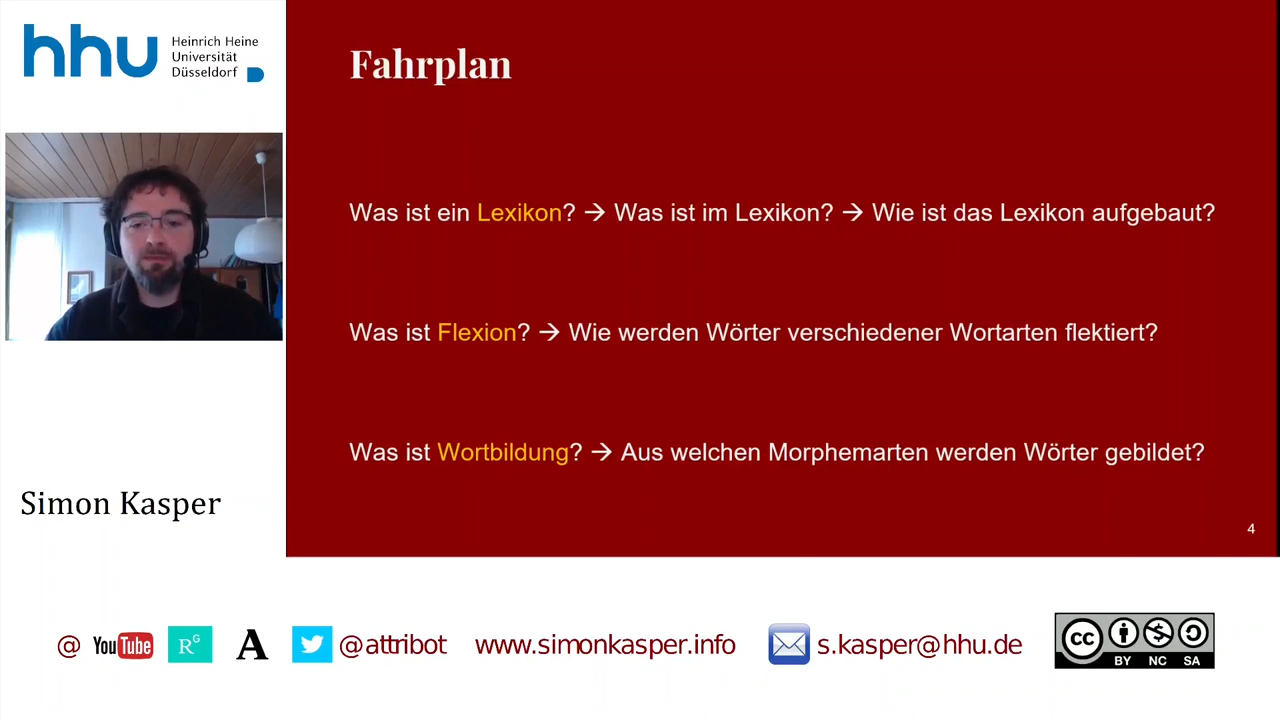 hhu Heinrich Heine
Universität
Düsseldorf
Fahrplan
Was ist ein Lexikon? → Was ist im Lexikon? → Wie ist das Lexikon aufgebaut?
Was ist Flexion? → Wie werden Wörter verschiedener Wortarten flektiert?
Was ist Wortbildung? → Aus welchen Morphemarten werden Wörter gebildet?
4
Simon Kasper
@ YouTube RG A @attribot www.simonkasper.info s.kasper@hhu.de
cc BY NC SA